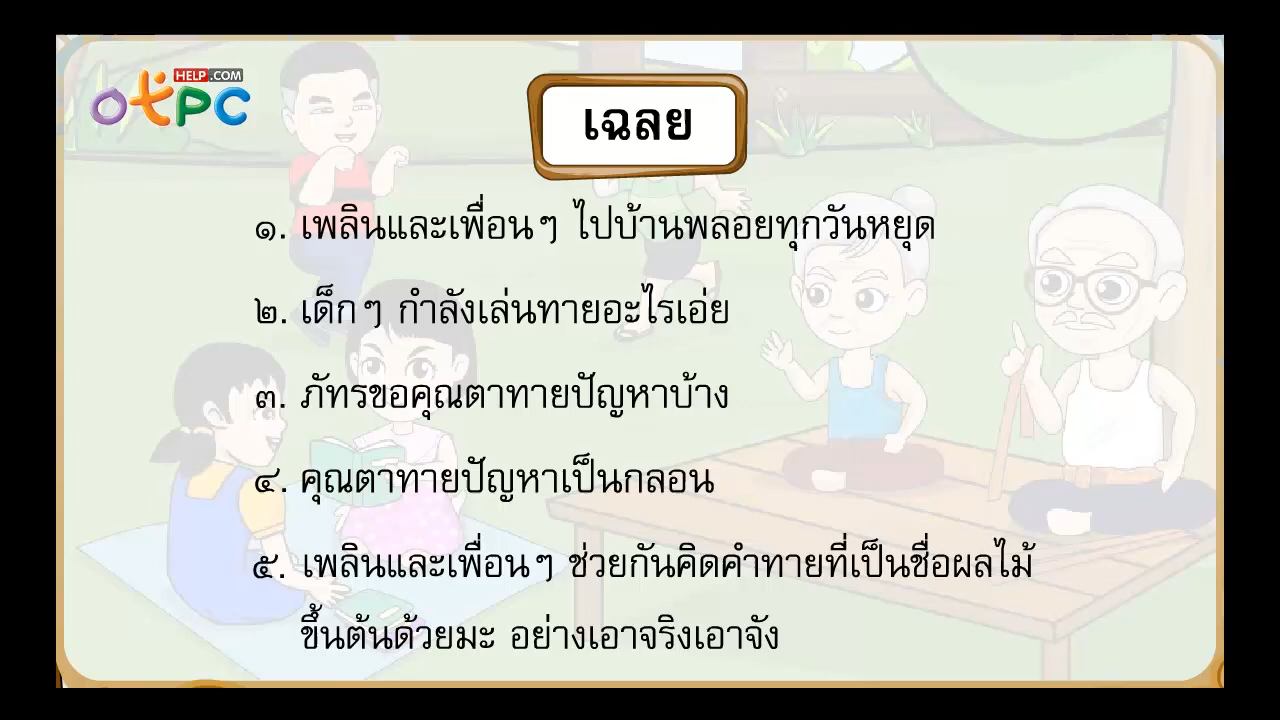 HELP .COM
OTPC
เฉลย
๑. เพลินและเพื่อนๆ ไปบ้านพลอยทุกวันหยุด
๒. เด็กๆ กำลังเล่นทายอะไรเอ่ย
๓. ภัทรขอคุณตาทายปัญหาบ้าง
๔. คุณตาทายปัญหาเป็นกลอน
๕. เพลินและเพื่อนๆ ช่วยกันคิดคำทายที่เป็นชื่อผลไม้
ขึ้นต้นด้วยมะ อย่างเอาจริงเอาจัง